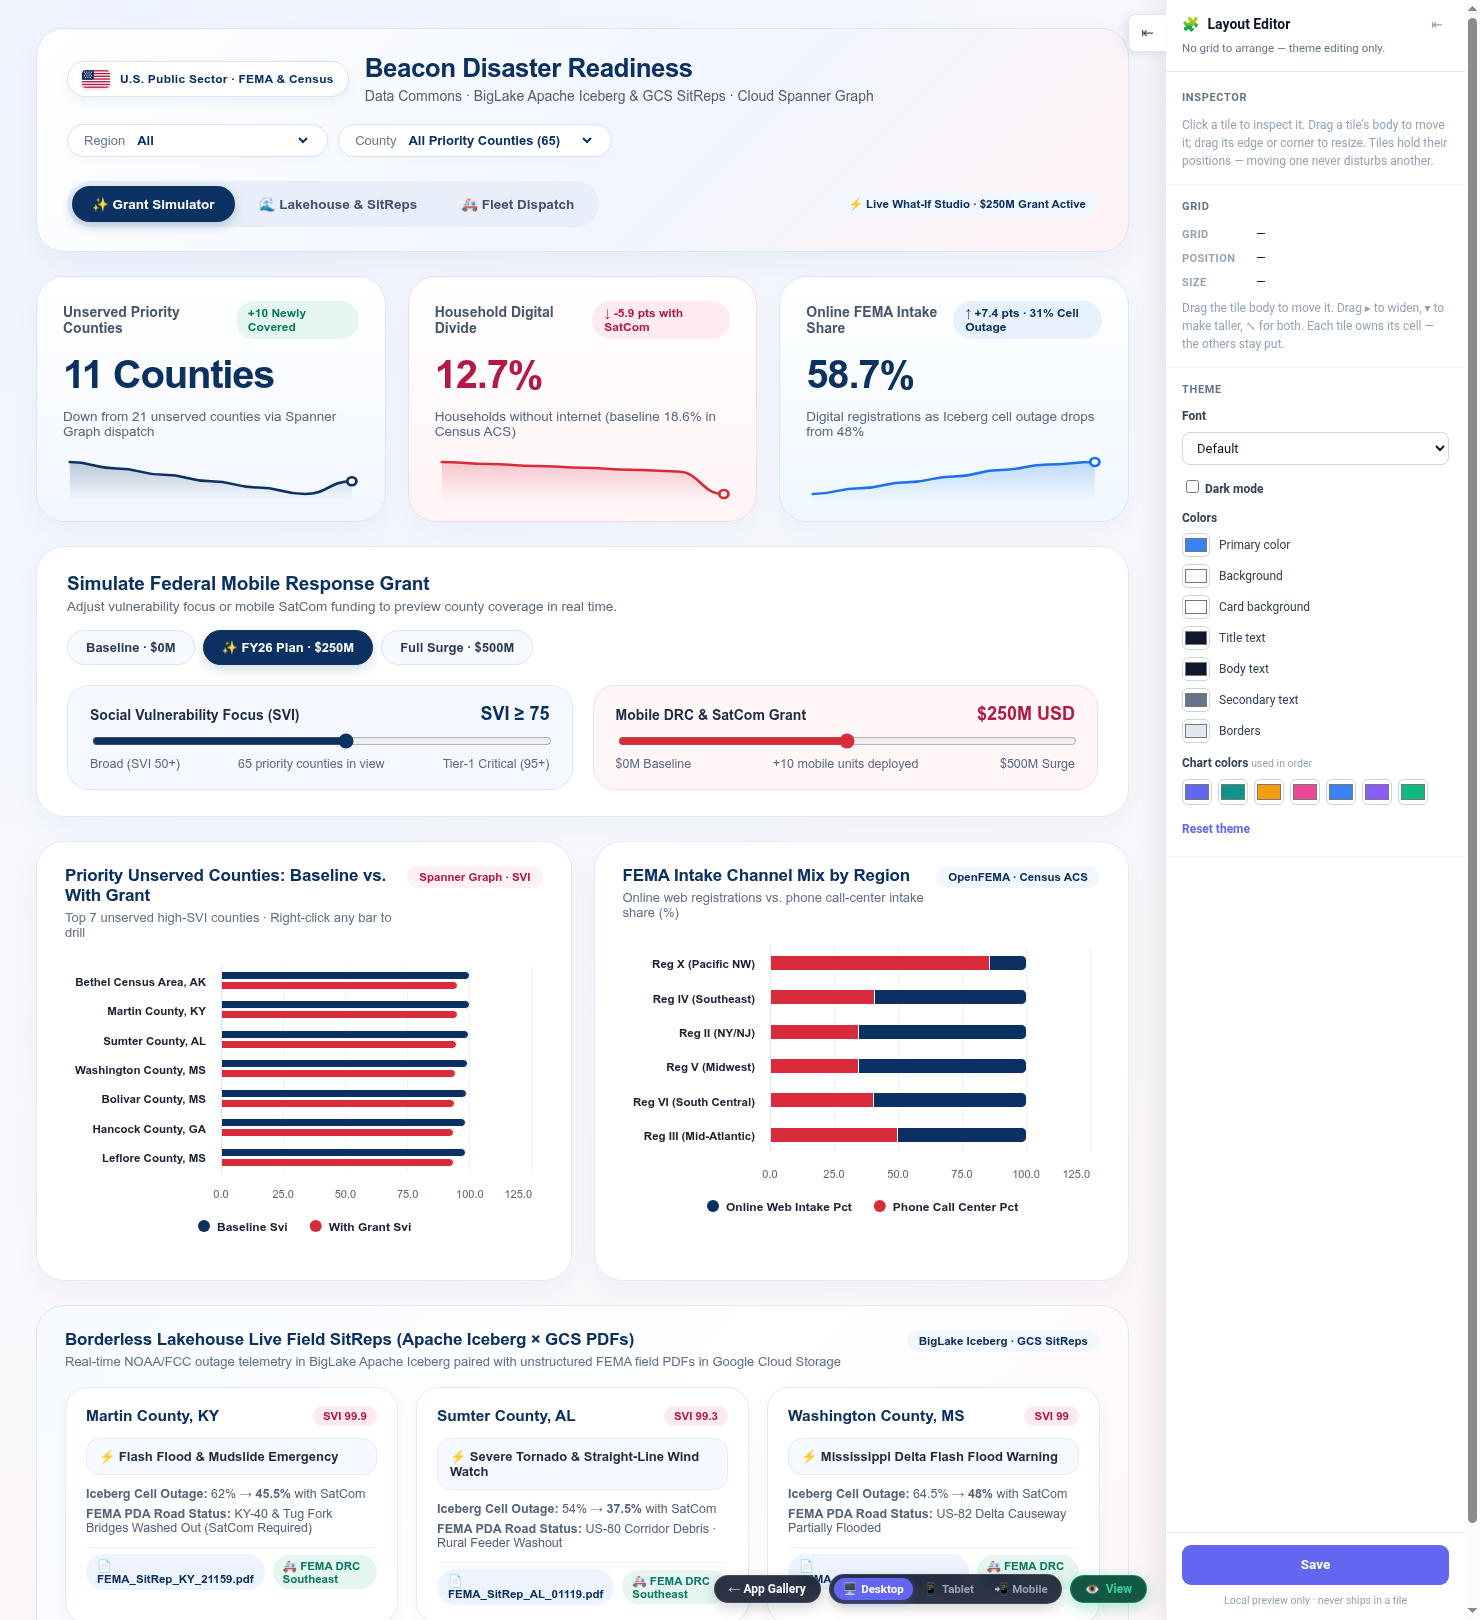 U.S. Public Sector · FEMA & Census
Beacon Disaster Readiness
Data Commons · BigLake Apache Iceberg & GCS SitReps · Cloud Spanner Graph
Region All
County All Priority Counties (65)
✨ Grant Simulator
🌊 Lakehouse & SitReps
🚑 Fleet Dispatch
⚡ Live What-If Studio · $250M Grant Active
Unserved Priority
Counties
+10 Newly
Covered
11 Counties
Down from 21 unserved counties via Spanner
Graph dispatch
Household Digital
Divide
↓ -5.9 pts with
SatCom
12.7%
Households without internet (baseline 18.6% in
Census ACS)
Online FEMA Intake
Share
↑ +7.4 pts · 31% Cell
Outage
58.7%
Digital registrations as Iceberg cell outage drops
from 48%
Simulate Federal Mobile Response Grant
Adjust vulnerability focus or mobile SatCom funding to preview county coverage in real time.
Baseline · $0M
✨ FY26 Plan · $250M
Full Surge · $500M
Social Vulnerability Focus (SVI)
SVI ≥ 75
Broad (SVI 50+)
65 priority counties in view
Tier-1 Critical (95+)
Mobile DRC & SatCom Grant
$250M USD
$0M Baseline
+10 mobile units deployed
$500M Surge
Priority Unserved Counties: Baseline vs.
With Grant
Spanner Graph · SVI
Top 7 unserved high-SVI counties · Right-click any bar to
drill
Bethel Census Area, AK
Martin County, KY
Sumter County, AL
Washington County, MS
Bolivar County, MS
Hancock County, GA
Leflore County, MS
0.0 25.0 50.0 75.0 100.0 125.0
Baseline Svi
With Grant Svi
FEMA Intake Channel Mix by Region
OpenFEMA · Census ACS
Online web registrations vs. phone call-center intake
share (%)
Reg X (Pacific NW)
Reg IV (Southeast)
Reg II (NY/NJ)
Reg V (Midwest)
Reg VI (South Central)
Reg III (Mid-Atlantic)
0.0 25.0 50.0 75.0 100.0 125.0
Online Web Intake Pct
Phone Call Center Pct
Borderless Lakehouse Live Field SitReps (Apache Iceberg × GCS PDFs)
BigLake Iceberg · GCS SitReps
Real-time NOAA/FCC outage telemetry in BigLake Apache Iceberg paired with unstructured FEMA field PDFs in Google Cloud Storage
Martin County, KY
SVI 99.9
⚡ Flash Flood & Mudslide Emergency
Iceberg Cell Outage: 62% → 45.5% with SatCom
FEMA PDA Road Status: KY-40 & Tug Fork
Bridges Washed Out (SatCom Required)
📄
FEMA_SitRep_KY_21159.pdf
🚑 FEMA DRC
Southeast
Sumter County, AL
SVI 99.3
⚡ Severe Tornado & Straight-Line Wind
Watch
Iceberg Cell Outage: 54% → 37.5% with SatCom
FEMA PDA Road Status: US-80 Corridor Debris ·
Rural Feeder Washout
📄
FEMA_SitRep_AL_01119.pdf
🚑 FEMA DRC
Southeast
Washington County, MS
SVI 99
⚡ Mississippi Delta Flash Flood Warning
Iceberg Cell Outage: 64.5% → 48% with SatCom
FEMA PDA Road Status: US-82 Delta Causeway
Partially Flooded
📄
🚑 FEMA DRC
← App Gallery
🖥️ Desktop
📱 Tablet
📲 Mobile
👁️ View
🧩 Layout Editor
No grid to arrange — theme editing only.
INSPECTOR
Click a tile to inspect it. Drag a tile's body to move
it; drag its edge or corner to resize. Tiles hold their
positions — moving one never disturbs another.
GRID
GRID —
POSITION —
SIZE —
Drag the tile body to move it. Drag ▸ to widen, ▾ to
make taller, ⤡ for both. Each tile owns its cell —
the others stay put.
THEME
Font
Default
Dark mode
Colors
Primary color
Background
Card background
Title text
Body text
Secondary text
Borders
Chart colors used in order
Reset theme
Save
Local preview only · never ships in a tile